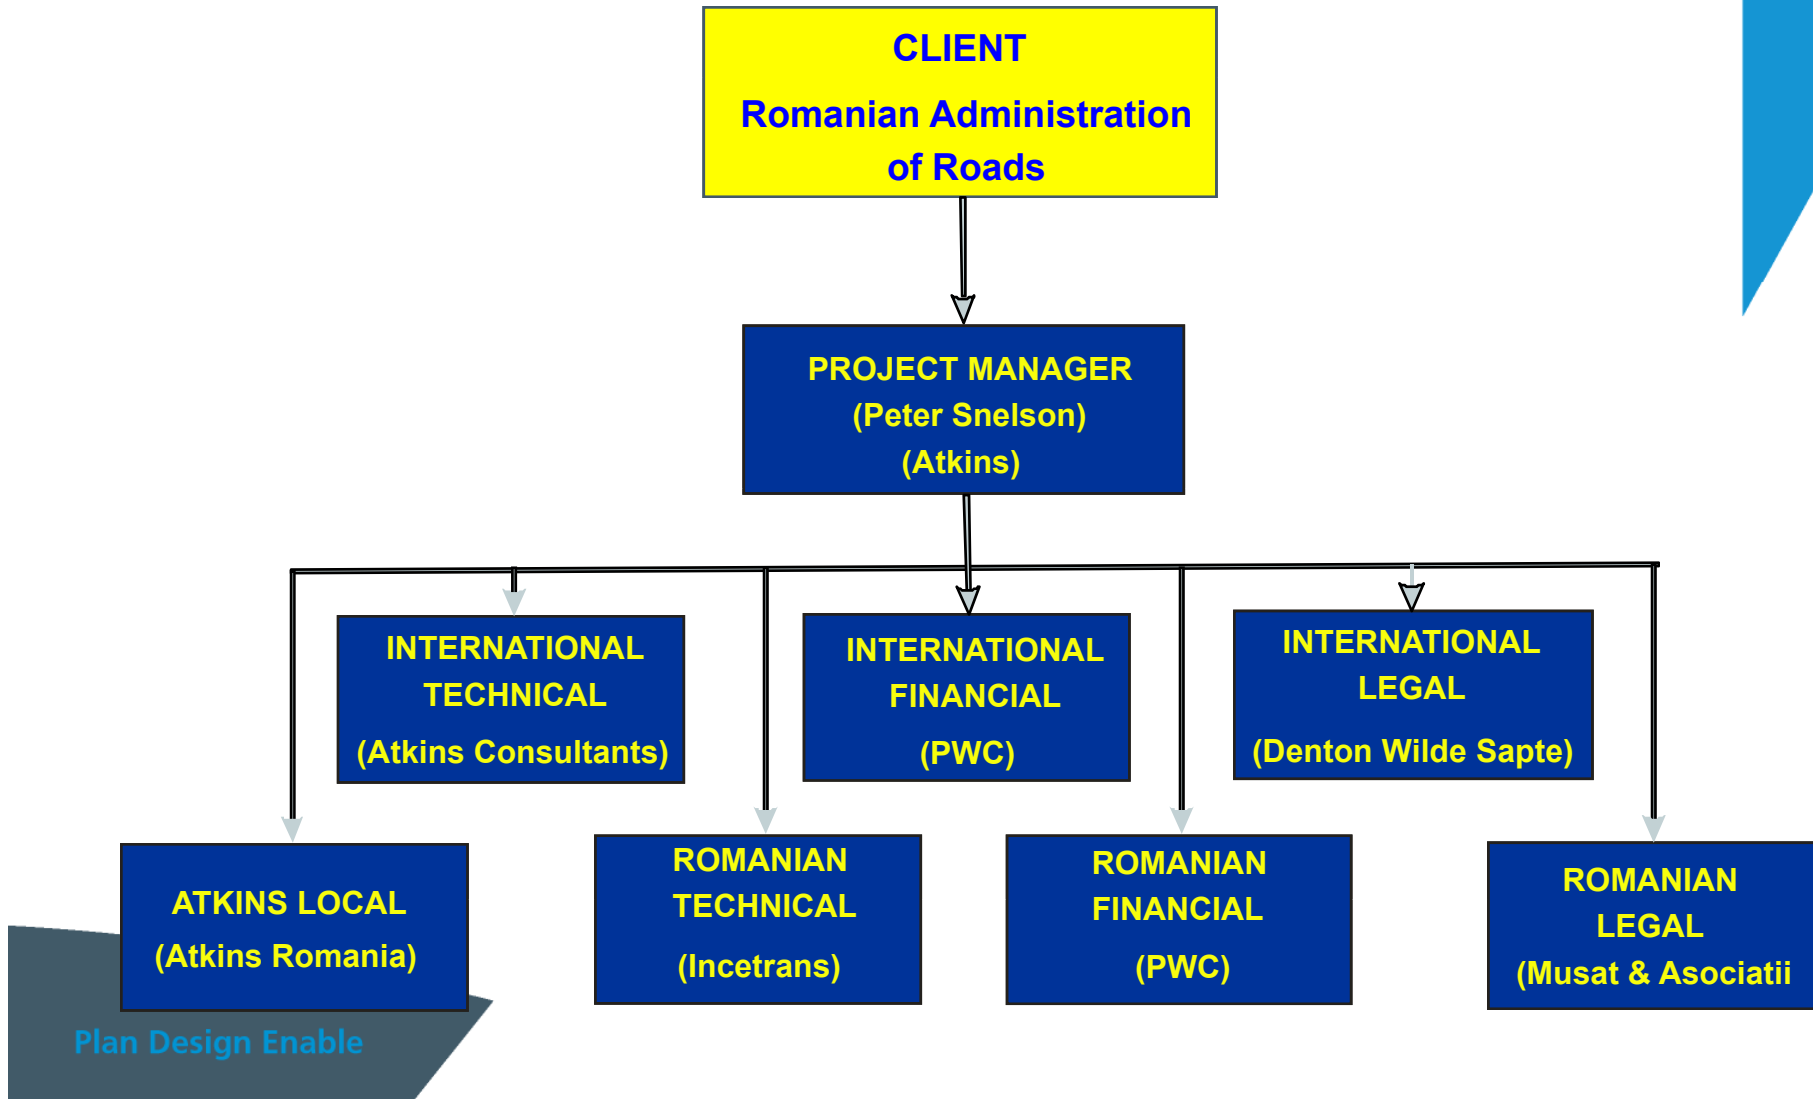 CLIENT
Romanian Administration
of Roads
PROJECT MANAGER
(Peter Snelson)
(Atkins)
INTERNATIONAL
TECHNICAL
(Atkins Consultants)
INTERNATIONAL
FINANCIAL
(PWC)
INTERNATIONAL
LEGAL
(Denton Wilde Sapte)
ATKINS LOCAL
(Atkins Romania)
ROMANIAN
TECHNICAL
(Incetrans)
ROMANIAN
FINANCIAL
(PWC)
ROMANIAN
LEGAL
(Musat & Asociatii
Plan Design Enable